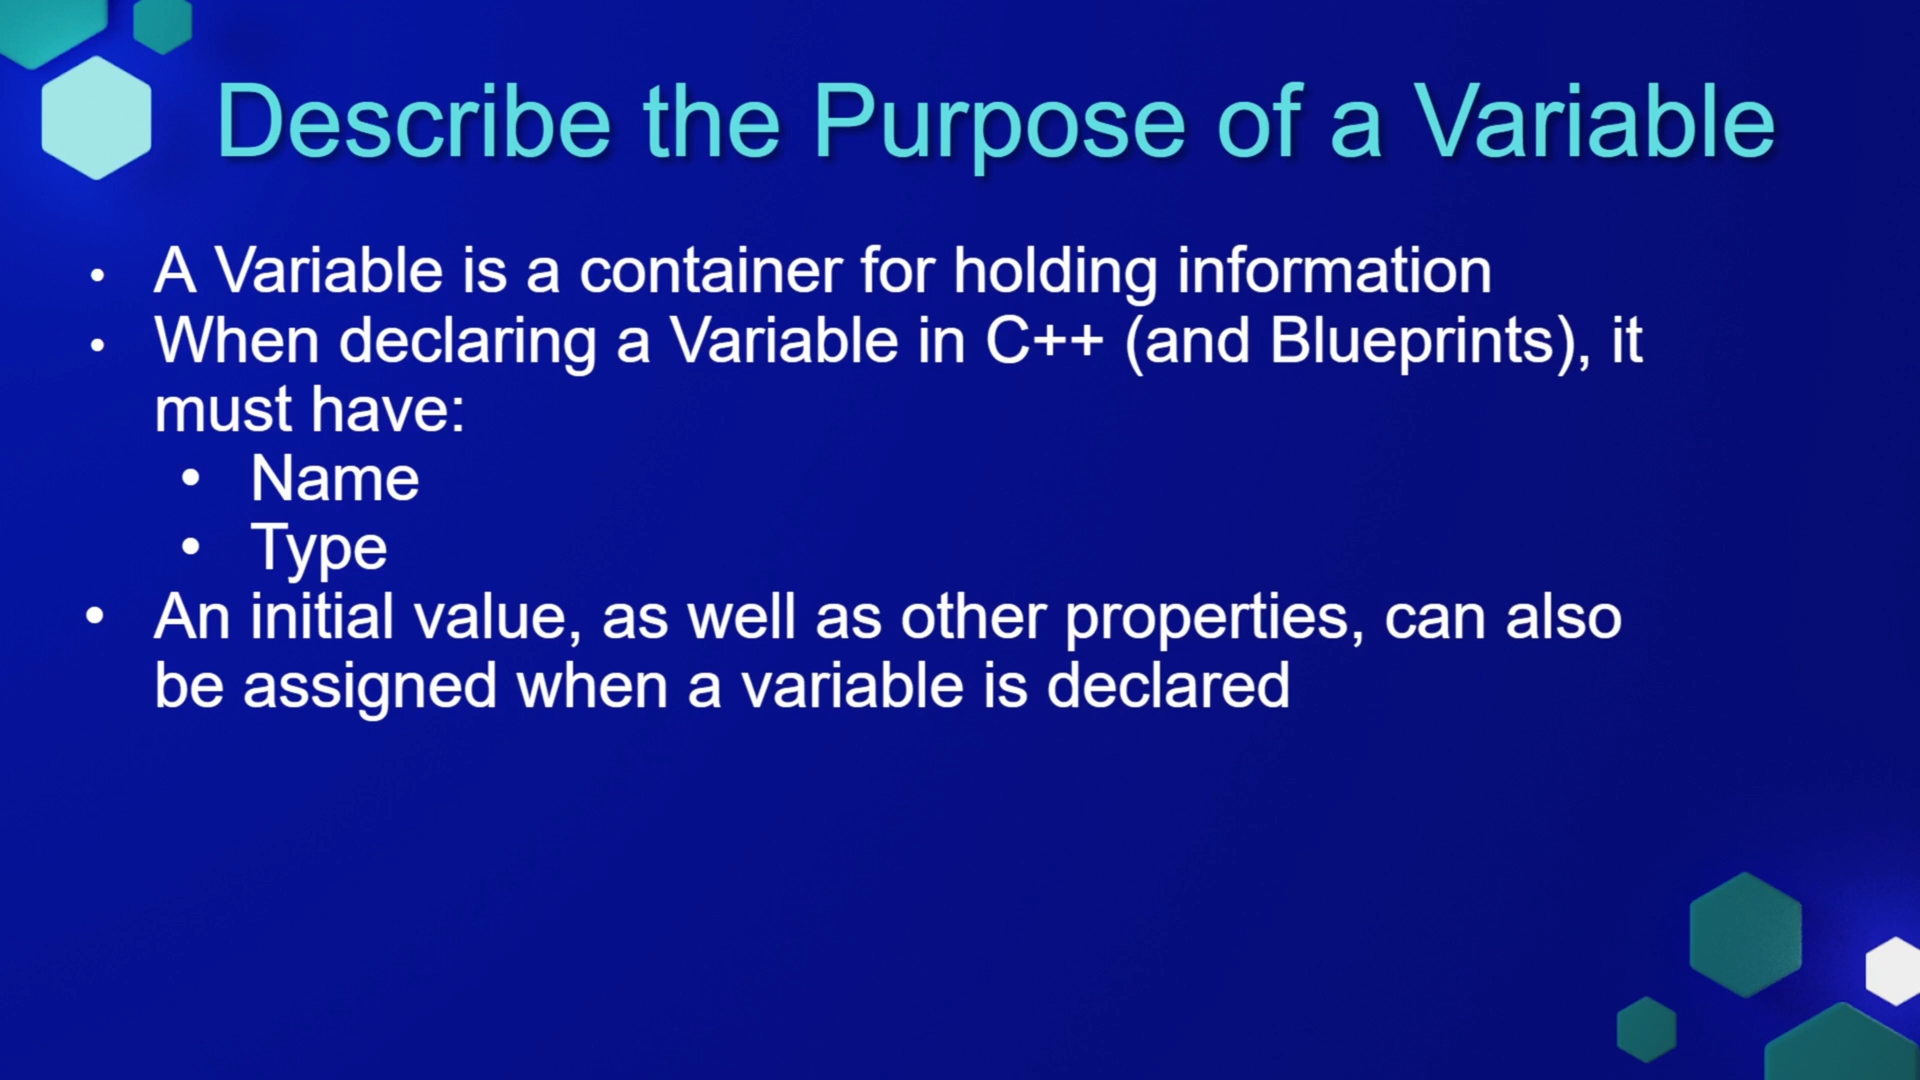 Describe the Purpose of a Variable
• A Variable is a container for holding information
• When declaring a Variable in C++ (and Blueprints), it
must have:
• Name
• Type
• An initial value, as well as other properties, can also
be assigned when a variable is declared